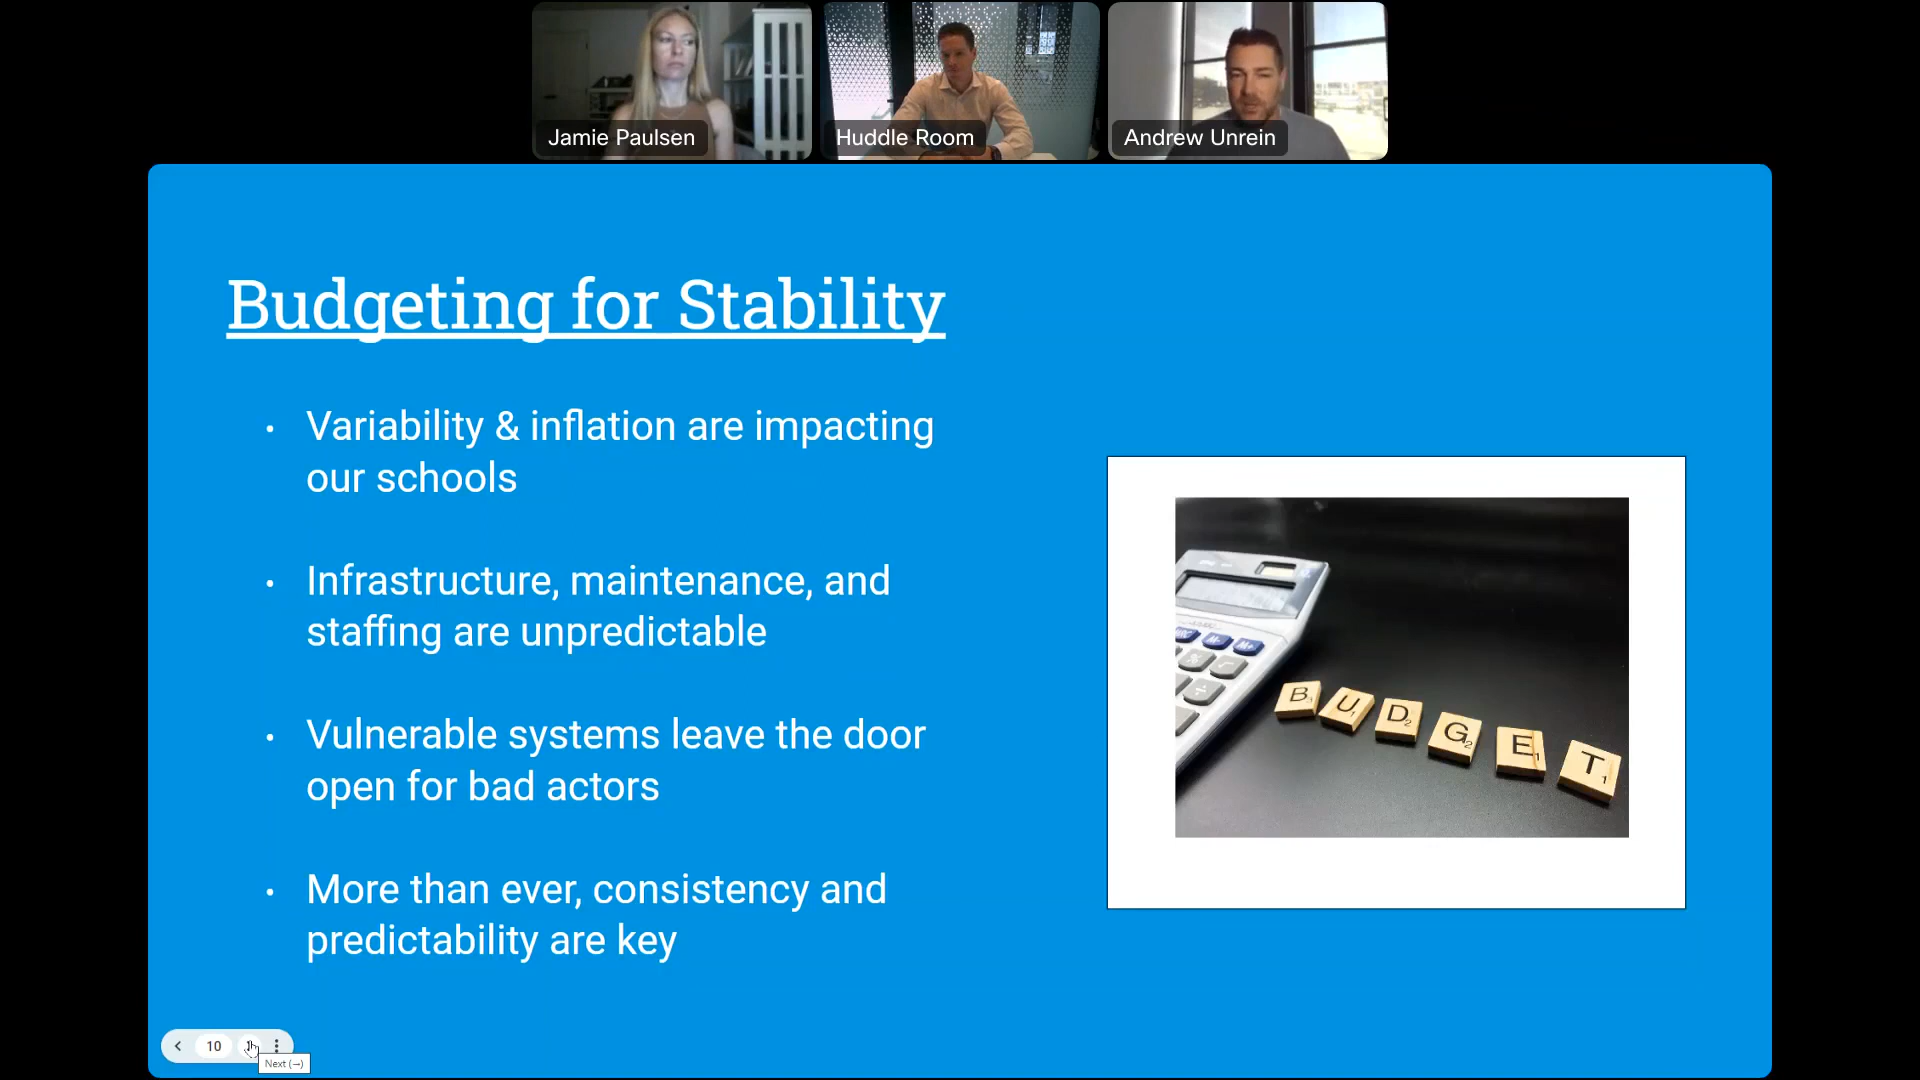 Jamie Paulsen
Huddle Room
Andrew Unrein
Budgeting for Stability
• Variability & inflation are impacting
our schools
• Infrastructure, maintenance, and
staffing are unpredictable
• Vulnerable systems leave the door
open for bad actors
• More than ever, consistency and
predictability are key
BUDGET
10
Next (→)